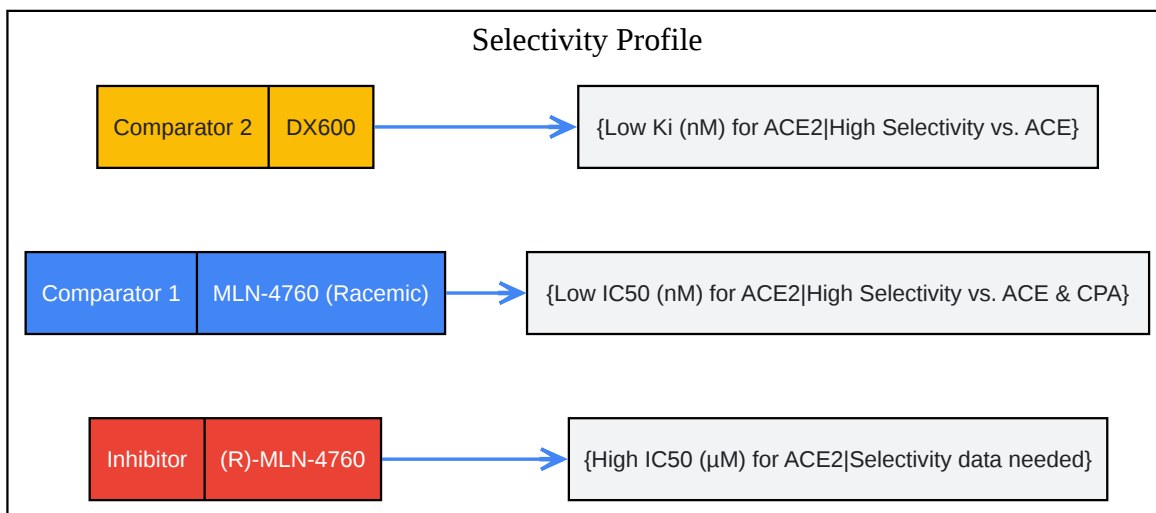 Selectivity Profile
Comparator 2 DX600 {Low Ki (nM) for ACE2|High Selectivity vs. ACE}
Comparator 1 MLN-4760 (Racemic) {Low IC50 (nM) for ACE2|High Selectivity vs. ACE & CPA}
Inhibitor (R)-MLN-4760 {High IC50 (µM) for ACE2|Selectivity data needed}